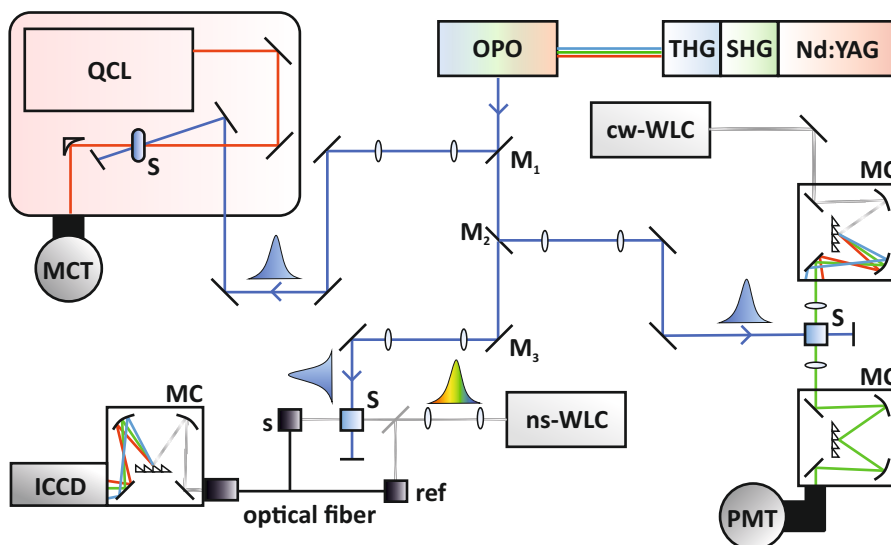 QCL
OPO
THG
SHG
Nd:YAG
cw-WLC
S
M1
MC
M2
MCT
S
M3
MC
MC
S
s
ns-WLC
ICCD
ref
optical fiber
PMT